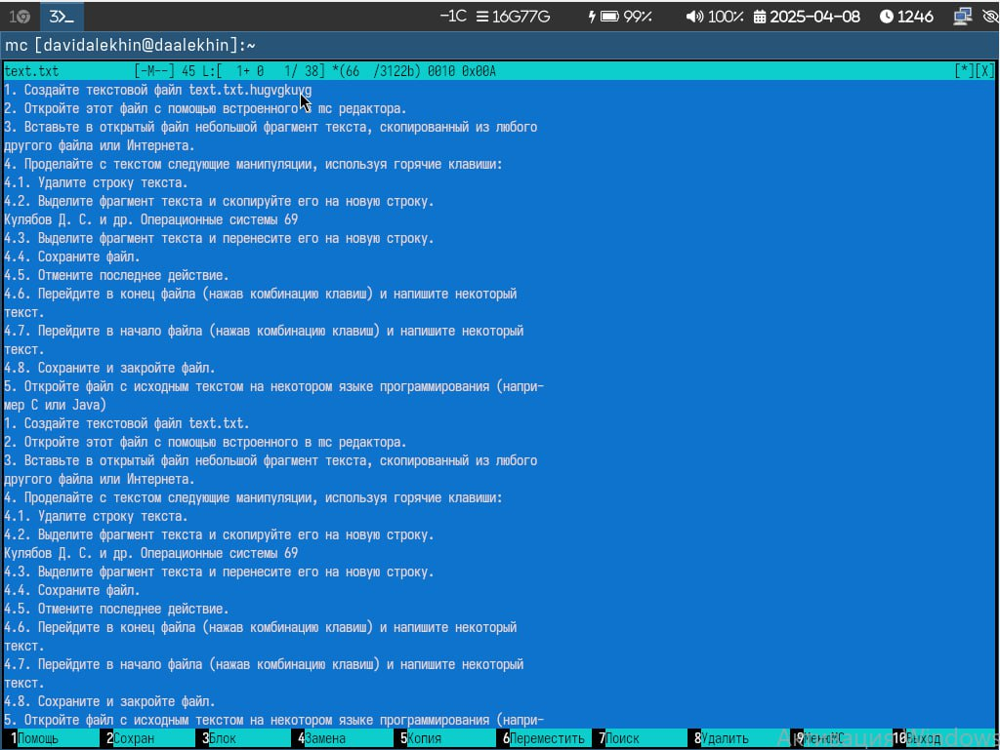 1 3>_ -1C 16G77G 99% 100% 2025-04-08 1246
mc [davidalekhin@daalekhin]:~
text.txt [-M--] 45 L:[ 1+ 0 1/ 38] *(66 /3122b) 0010 0x00A [*][X]
1. Создайте текстовой файл text.txt.hugvgkuvg
2. Откройте этот файл с помощью встроенного в mc редактора.
3. Вставьте в открытый файл небольшой фрагмент текста, скопированный из любого
другого файла или Интернета.
4. Проделайте с текстом следующие манипуляции, используя горячие клавиши:
4.1. Удалите строку текста.
4.2. Выделите фрагмент текста и скопируйте его на новую строку.
Кулябов Д. С. и др. Операционные системы 69
4.3. Выделите фрагмент текста и перенесите его на новую строку.
4.4. Сохраните файл.
4.5. Отмените последнее действие.
4.6. Перейдите в конец файла (нажав комбинацию клавиш) и напишите некоторый
текст.
4.7. Перейдите в начало файла (нажав комбинацию клавиш) и напишите некоторый
текст.
4.8. Сохраните и закройте файл.
5. Откройте файл с исходным текстом на некотором языке программирования (напри-
мер C или Java)
1. Создайте текстовой файл text.txt.
2. Откройте этот файл с помощью встроенного в mc редактора.
3. Вставьте в открытый файл небольшой фрагмент текста, скопированный из любого
другого файла или Интернета.
4. Проделайте с текстом следующие манипуляции, используя горячие клавиши:
4.1. Удалите строку текста.
4.2. Выделите фрагмент текста и скопируйте его на новую строку.
Кулябов Д. С. и др. Операционные системы 69
4.3. Выделите фрагмент текста и перенесите его на новую строку.
4.4. Сохраните файл.
4.5. Отмените последнее действие.
4.6. Перейдите в конец файла (нажав комбинацию клавиш) и напишите некоторый
текст.
4.7. Перейдите в начало файла (нажав комбинацию клавиш) и напишите некоторый
текст.
4.8. Сохраните и закройте файл.
5. Откройте файл с исходным текстом на некотором языке программирования (напри-
1Помощь 2Сохран 3Блок 4Замена 5Копия 6Переместить 7Поиск 8Удалить 9МенюMC 10Выход
Активация Windows